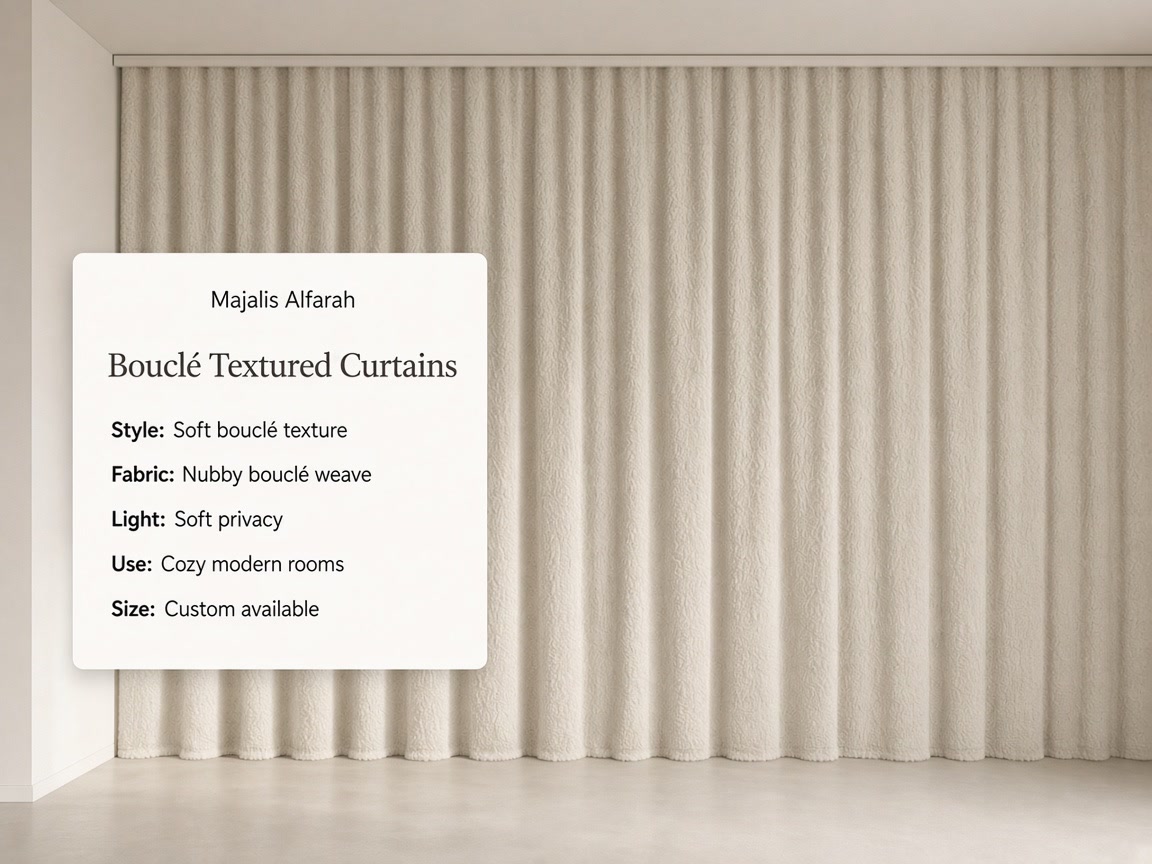 Majalis Alfarah
Bouclé Textured Curtains
Style: Soft bouclé texture
Fabric: Nubby bouclé weave
Light: Soft privacy
Use: Cozy modern rooms
Size: Custom available